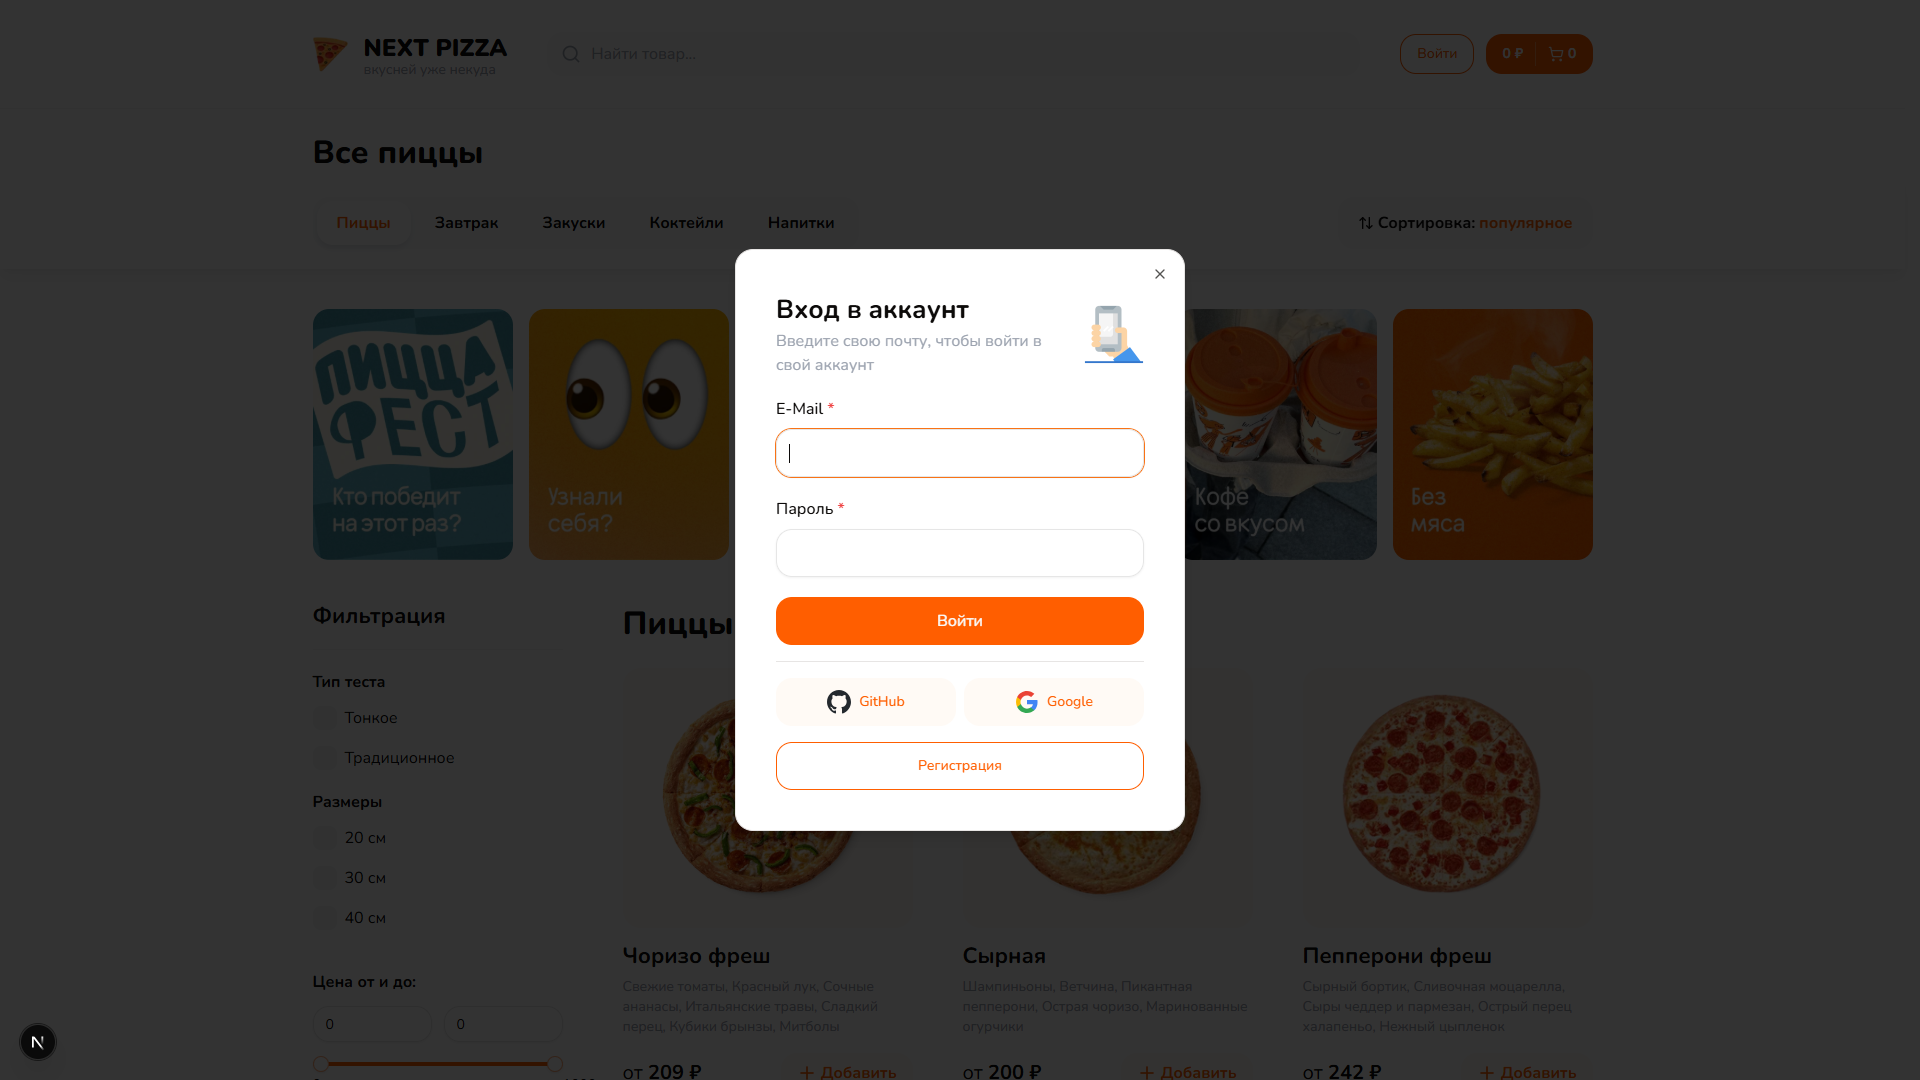 NEXT PIZZA
вкусней уже некуда
Найти товар...
Войти
0 ₽
0
Все пиццы
Пиццы
Завтрак
Закуски
Коктейли
Напитки
Сортировка: популярное
ПИЦЦА
ФЕСТ
Кто победит
на этот раз?
Узнали
себя?
Кофе
со вкусом
Без
мяса
Вход в аккаунт
Введите свою почту, чтобы войти в
свой аккаунт
E-Mail *
Пароль *
Войти
GitHub
Google
Регистрация
Фильтрация
Тип теста
Тонкое
Традиционное
Размеры
20 см
30 см
40 см
Цена от и до:
0
0
Пиццы
Чоризо фреш
Свежие томаты, Красный лук, Сочные
ананасы, Итальянские травы, Сладкий
перец, Кубики брынзы, Митболы
от 209 ₽
Добавить
Сырная
Шампиньоны, Ветчина, Пикантная
пепперони, Острая чоризо, Маринованные
огурчики
от 200 ₽
Добавить
Пепперони фреш
Сырный бортик, Сливочная моцарелла,
Сыры чеддер и пармезан, Острый перец
халапеньо, Нежный цыпленок
от 242 ₽
Добавить
N